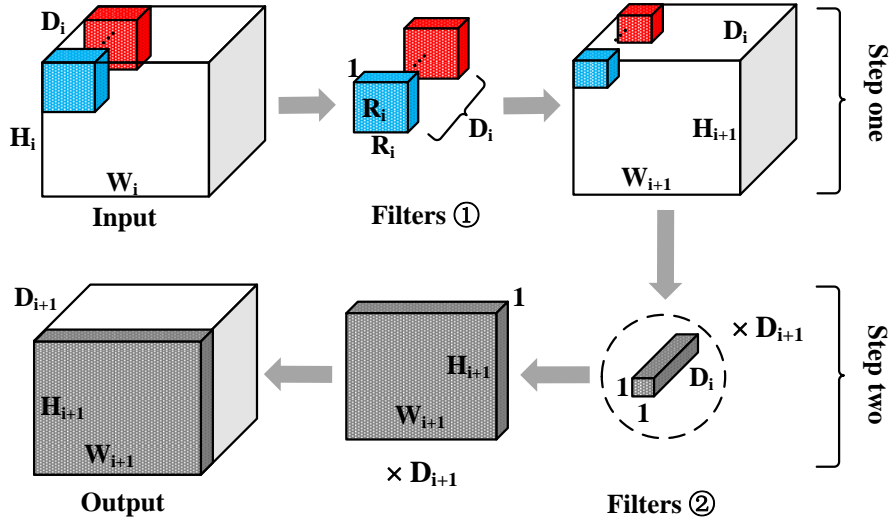 Dᵢ
Hᵢ
Wᵢ
Input
1
Rᵢ
Rᵢ
Dᵢ
Filters ①
Dᵢ
Hᵢ₊₁
Wᵢ₊₁
Step one
Dᵢ₊₁
Hᵢ₊₁
Wᵢ₊₁
Output
1
Hᵢ₊₁
Wᵢ₊₁
× Dᵢ₊₁
× Dᵢ₊₁
1
1
Dᵢ
Filters ②
Step two